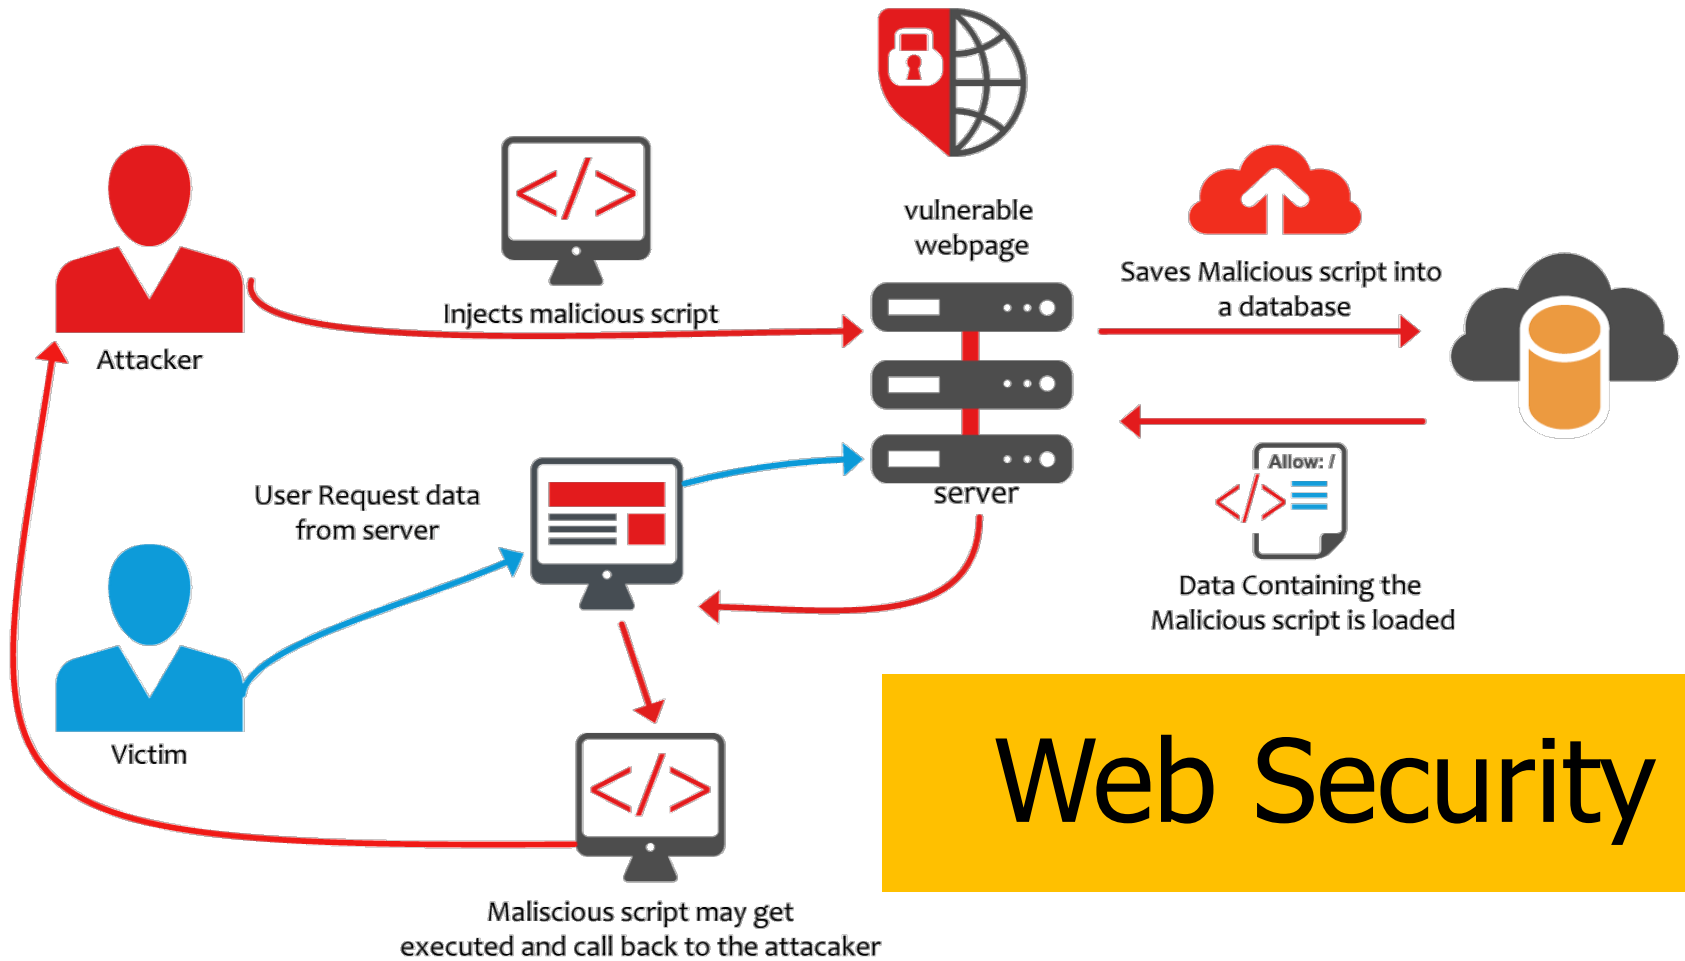 vulnerable
webpage
Saves Malicious script into
a database
Injects malicious script
Attacker
User Request data
from server
server
Allow: /
</>
Data Containing the
Malicious script is loaded
Victim
</>
</>
Web Security
Maliscious script may get
executed and call back to the attacaker